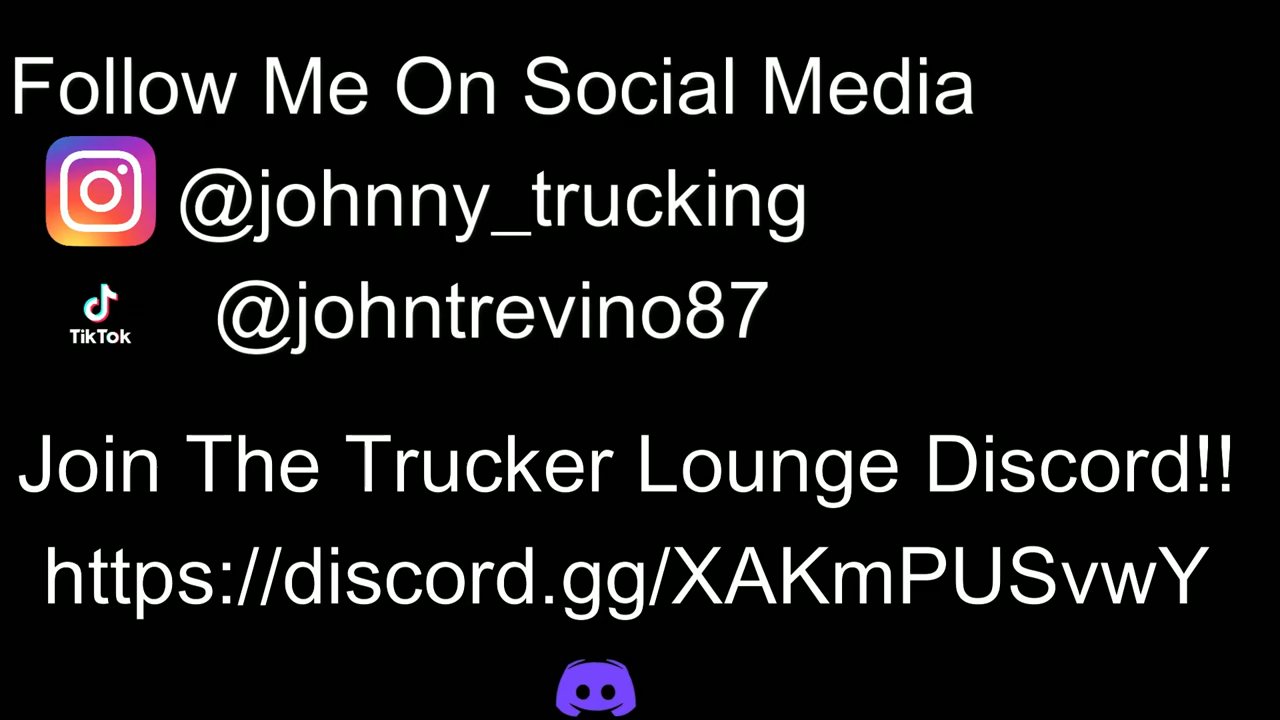 Follow Me On Social Media
@johnny_trucking
TikTok @johntrevino87
Join The Trucker Lounge Discord!!
https://discord.gg/XAKmPUSvwY